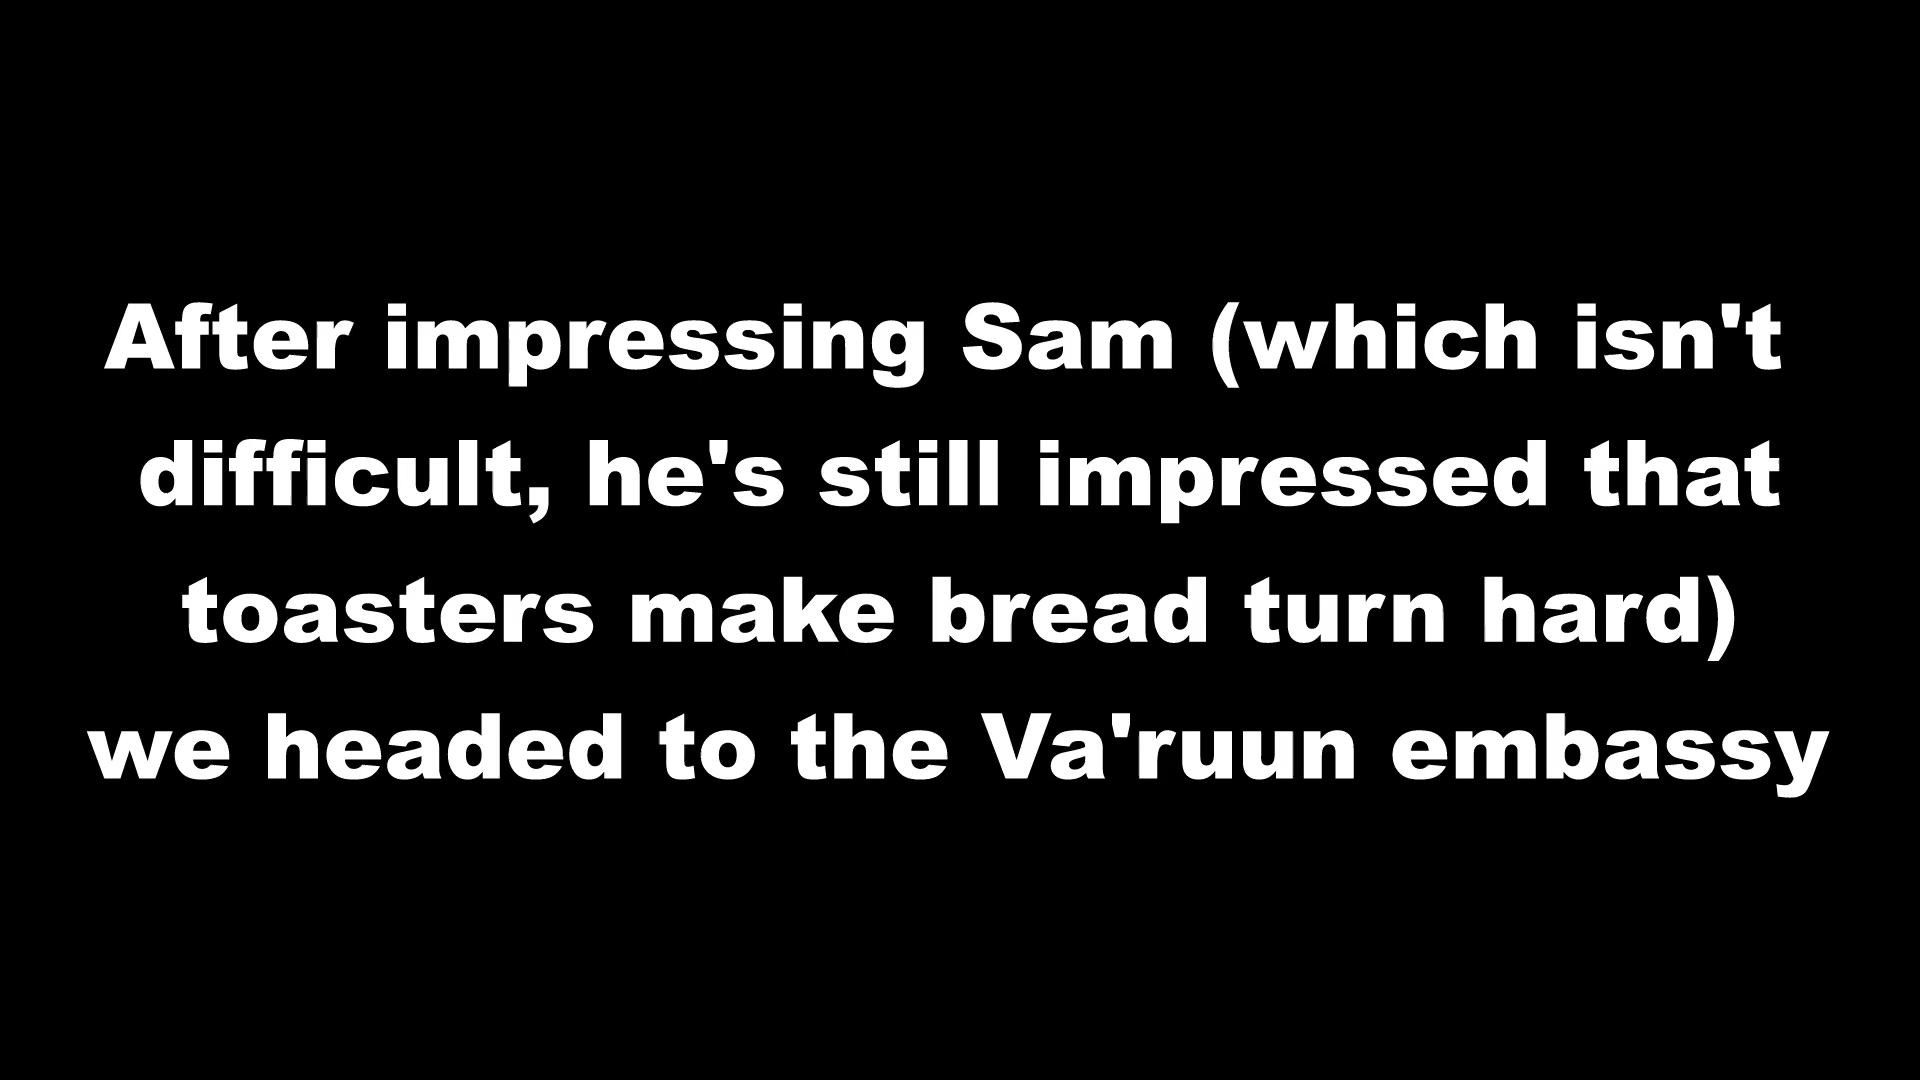 After impressing Sam (which isn't
difficult, he's still impressed that
toasters make bread turn hard)
we headed to the Va'ruun embassy